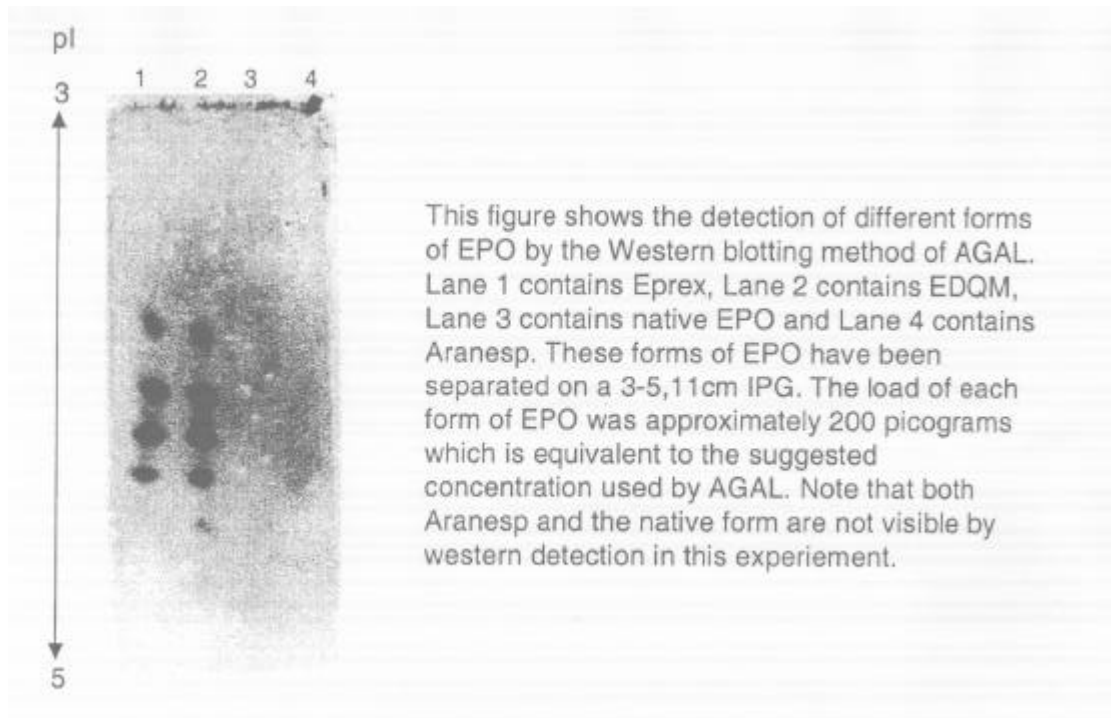 pI
1 2 3 4
3
This figure shows the detection of different forms
of EPO by the Western blotting method of AGAL.
Lane 1 contains Eprex, Lane 2 contains EDQM,
Lane 3 contains native EPO and Lane 4 contains
Aranesp. These forms of EPO have been
separated on a 3-5,11cm IPG. The load of each
form of EPO was approximately 200 picograms
which is equivalent to the suggested
concentration used by AGAL. Note that both
Aranesp and the native form are not visible by
western detection in this experiement.
5